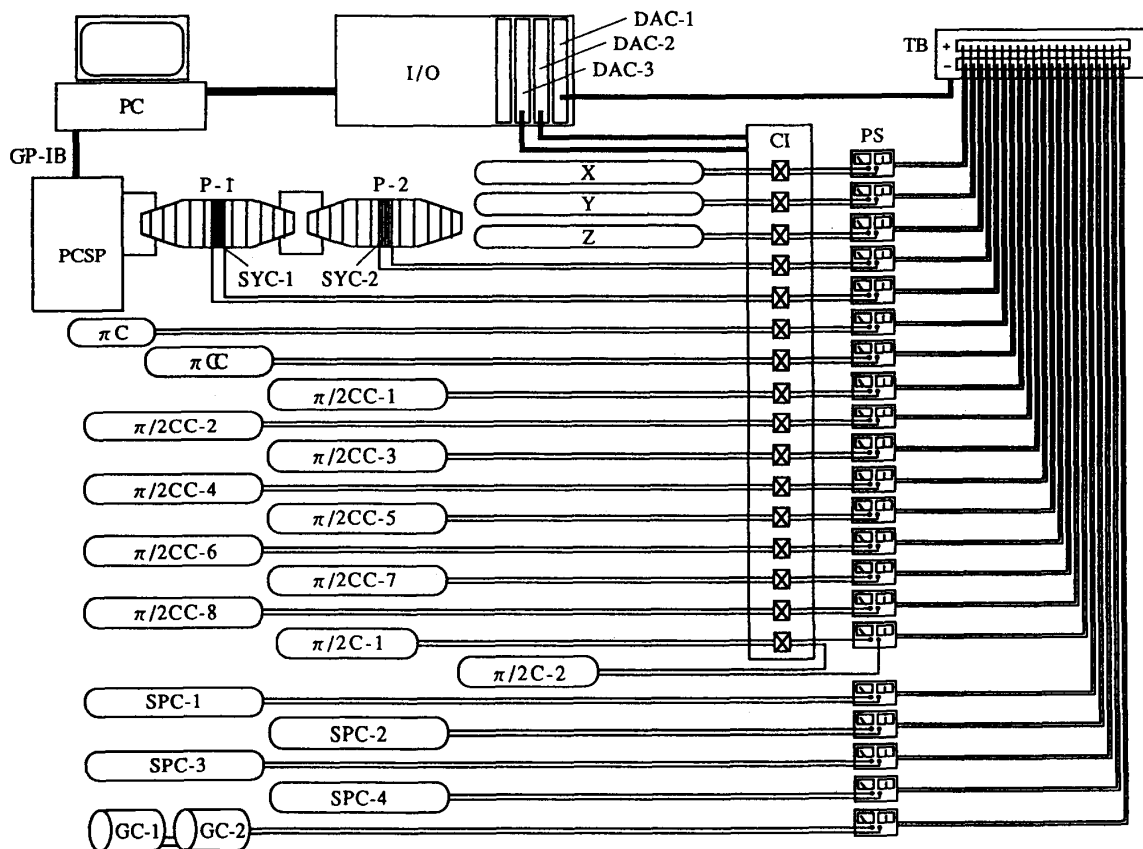 DAC-1
DAC-2
DAC-3
I/O
TB
+
−
PC
GP-IB
CI
PS
P-1
P-2
X
Y
Z
PCSP
SYC-1
SYC-2
πC
πCC
π/2CC-1
π/2CC-2
π/2CC-3
π/2CC-4
π/2CC-5
π/2CC-6
π/2CC-7
π/2CC-8
π/2C-1
π/2C-2
SPC-1
SPC-2
SPC-3
SPC-4
GC-1
GC-2